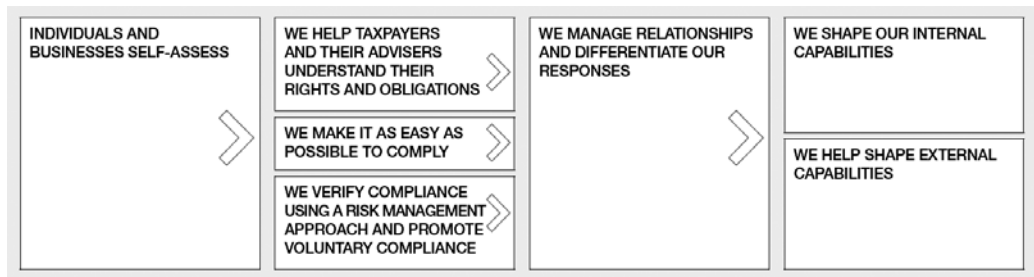 INDIVIDUALS AND
BUSINESSES SELF-ASSESS
WE HELP TAXPAYERS
AND THEIR ADVISERS
UNDERSTAND THEIR
RIGHTS AND OBLIGATIONS
WE MAKE IT AS EASY AS
POSSIBLE TO COMPLY
WE VERIFY COMPLIANCE
USING A RISK MANAGEMENT
APPROACH AND PROMOTE
VOLUNTARY COMPLIANCE
WE MANAGE RELATIONSHIPS
AND DIFFERENTIATE OUR
RESPONSES
WE SHAPE OUR INTERNAL
CAPABILITIES
WE HELP SHAPE EXTERNAL
CAPABILITIES